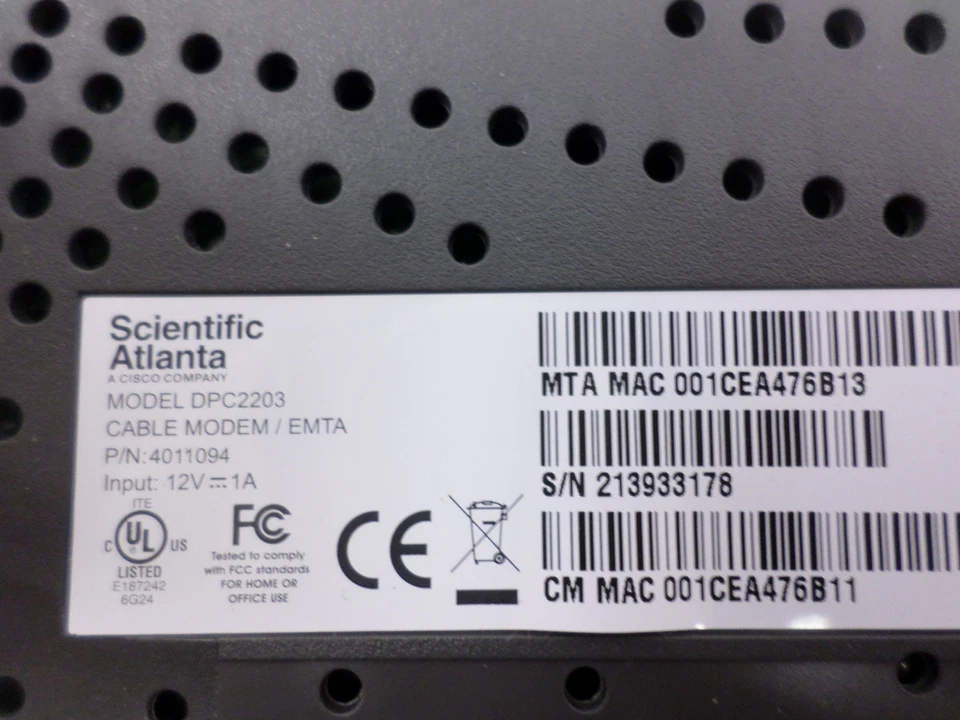 Scientific
Atlanta
A CISCO COMPANY
MODEL DPC2203
CABLE MODEM / EMTA
P/N:4011094
Input: 12V⎓1A
ITE
C UL US
LISTED
E187242
6G24
FC
Tested to comply
with FCC standards
FOR HOME OR
OFFICE USE
CE
MTA MAC 001CEA476B13
S/N 213933178
CM MAC 001CEA476B11